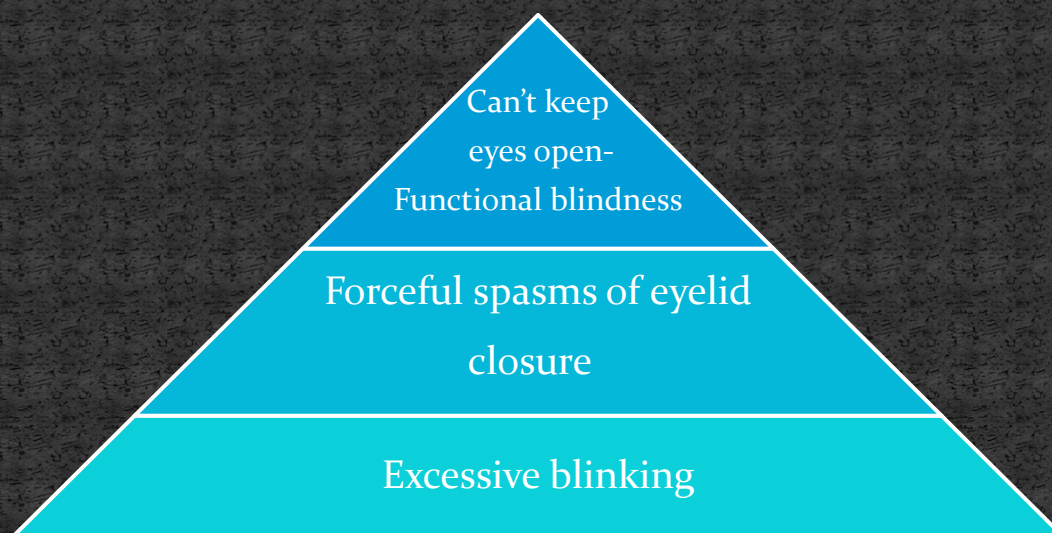 Can’t keep
eyes open-
Functional blindness
Forceful spasms of eyelid
closure
Excessive blinking